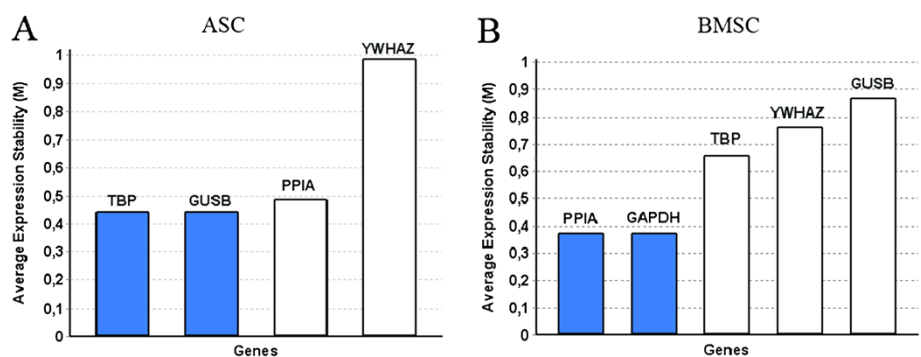 A
ASC
Average Expression Stability (M)
1
0,9
0,8
0,7
0,6
0,5
0,4
0,3
0,2
0,1
0
TBP
GUSB
PPIA
YWHAZ
Genes
B
BMSC
Average Expression Stability (M)
1
0,9
0,8
0,7
0,6
0,5
0,4
0,3
0,2
0,1
0
PPIA
GAPDH
TBP
YWHAZ
GUSB
Genes